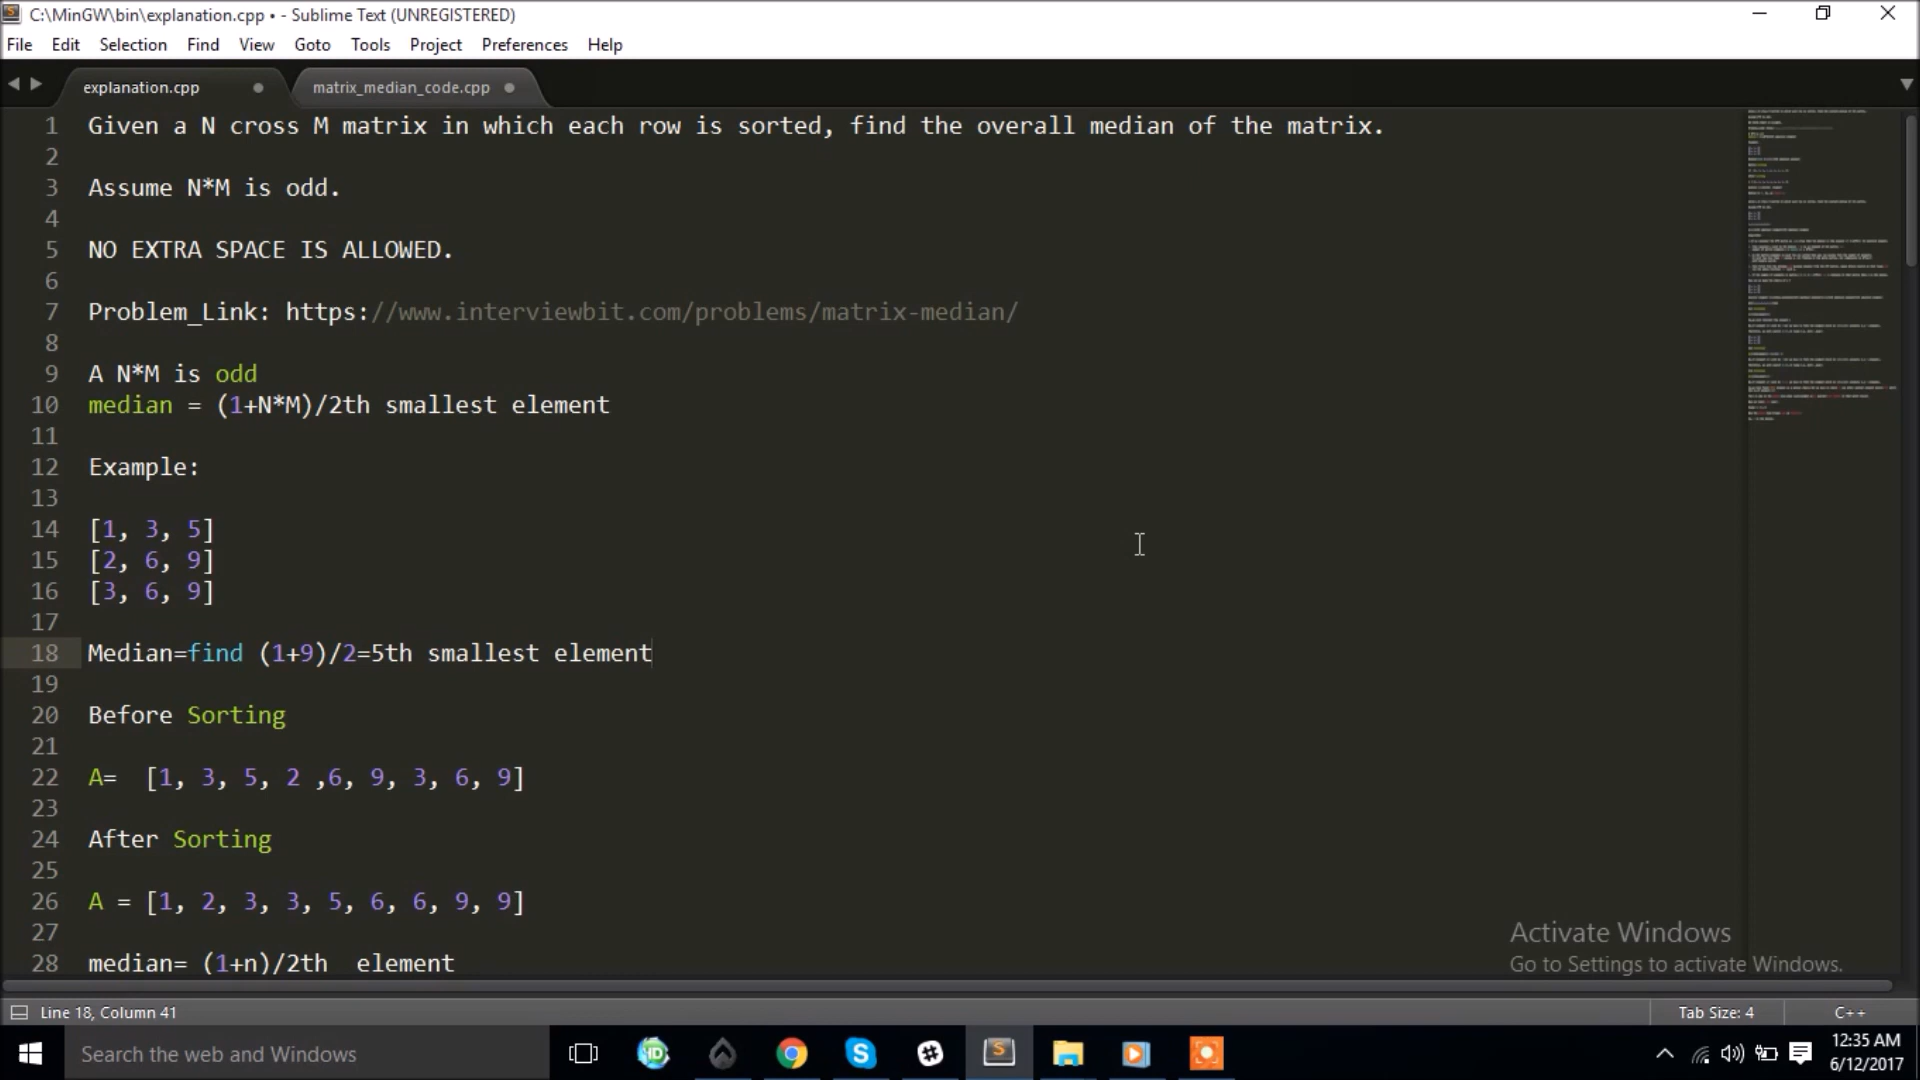 C:\MinGW\bin\explanation.cpp • - Sublime Text (UNREGISTERED)
File Edit Selection Find View Goto Tools Project Preferences Help
explanation.cpp matrix_median_code.cpp
1 Given a N cross M matrix in which each row is sorted, find the overall median of the matrix.
2
3 Assume N*M is odd.
4
5 NO EXTRA SPACE IS ALLOWED.
6
7 Problem_Link: https://www.interviewbit.com/problems/matrix-median/
8
9 A N*M is odd
10 median = (1+N*M)/2th smallest element
11
12 Example:
13
14 [1, 3, 5]
15 [2, 6, 9]
16 [3, 6, 9]
17
18 Median=find (1+9)/2=5th smallest element
19
20 Before Sorting
21
22 A=  [1, 3, 5, 2 ,6, 9, 3, 6, 9]
23
24 After Sorting
25
26 A = [1, 2, 3, 3, 5, 6, 6, 9, 9]
27
28 median= (1+n)/2th  element
Activate Windows
Go to Settings to activate Windows.
Line 18, Column 41 Tab Size: 4 C++
Search the web and Windows
12:35 AM
6/12/2017